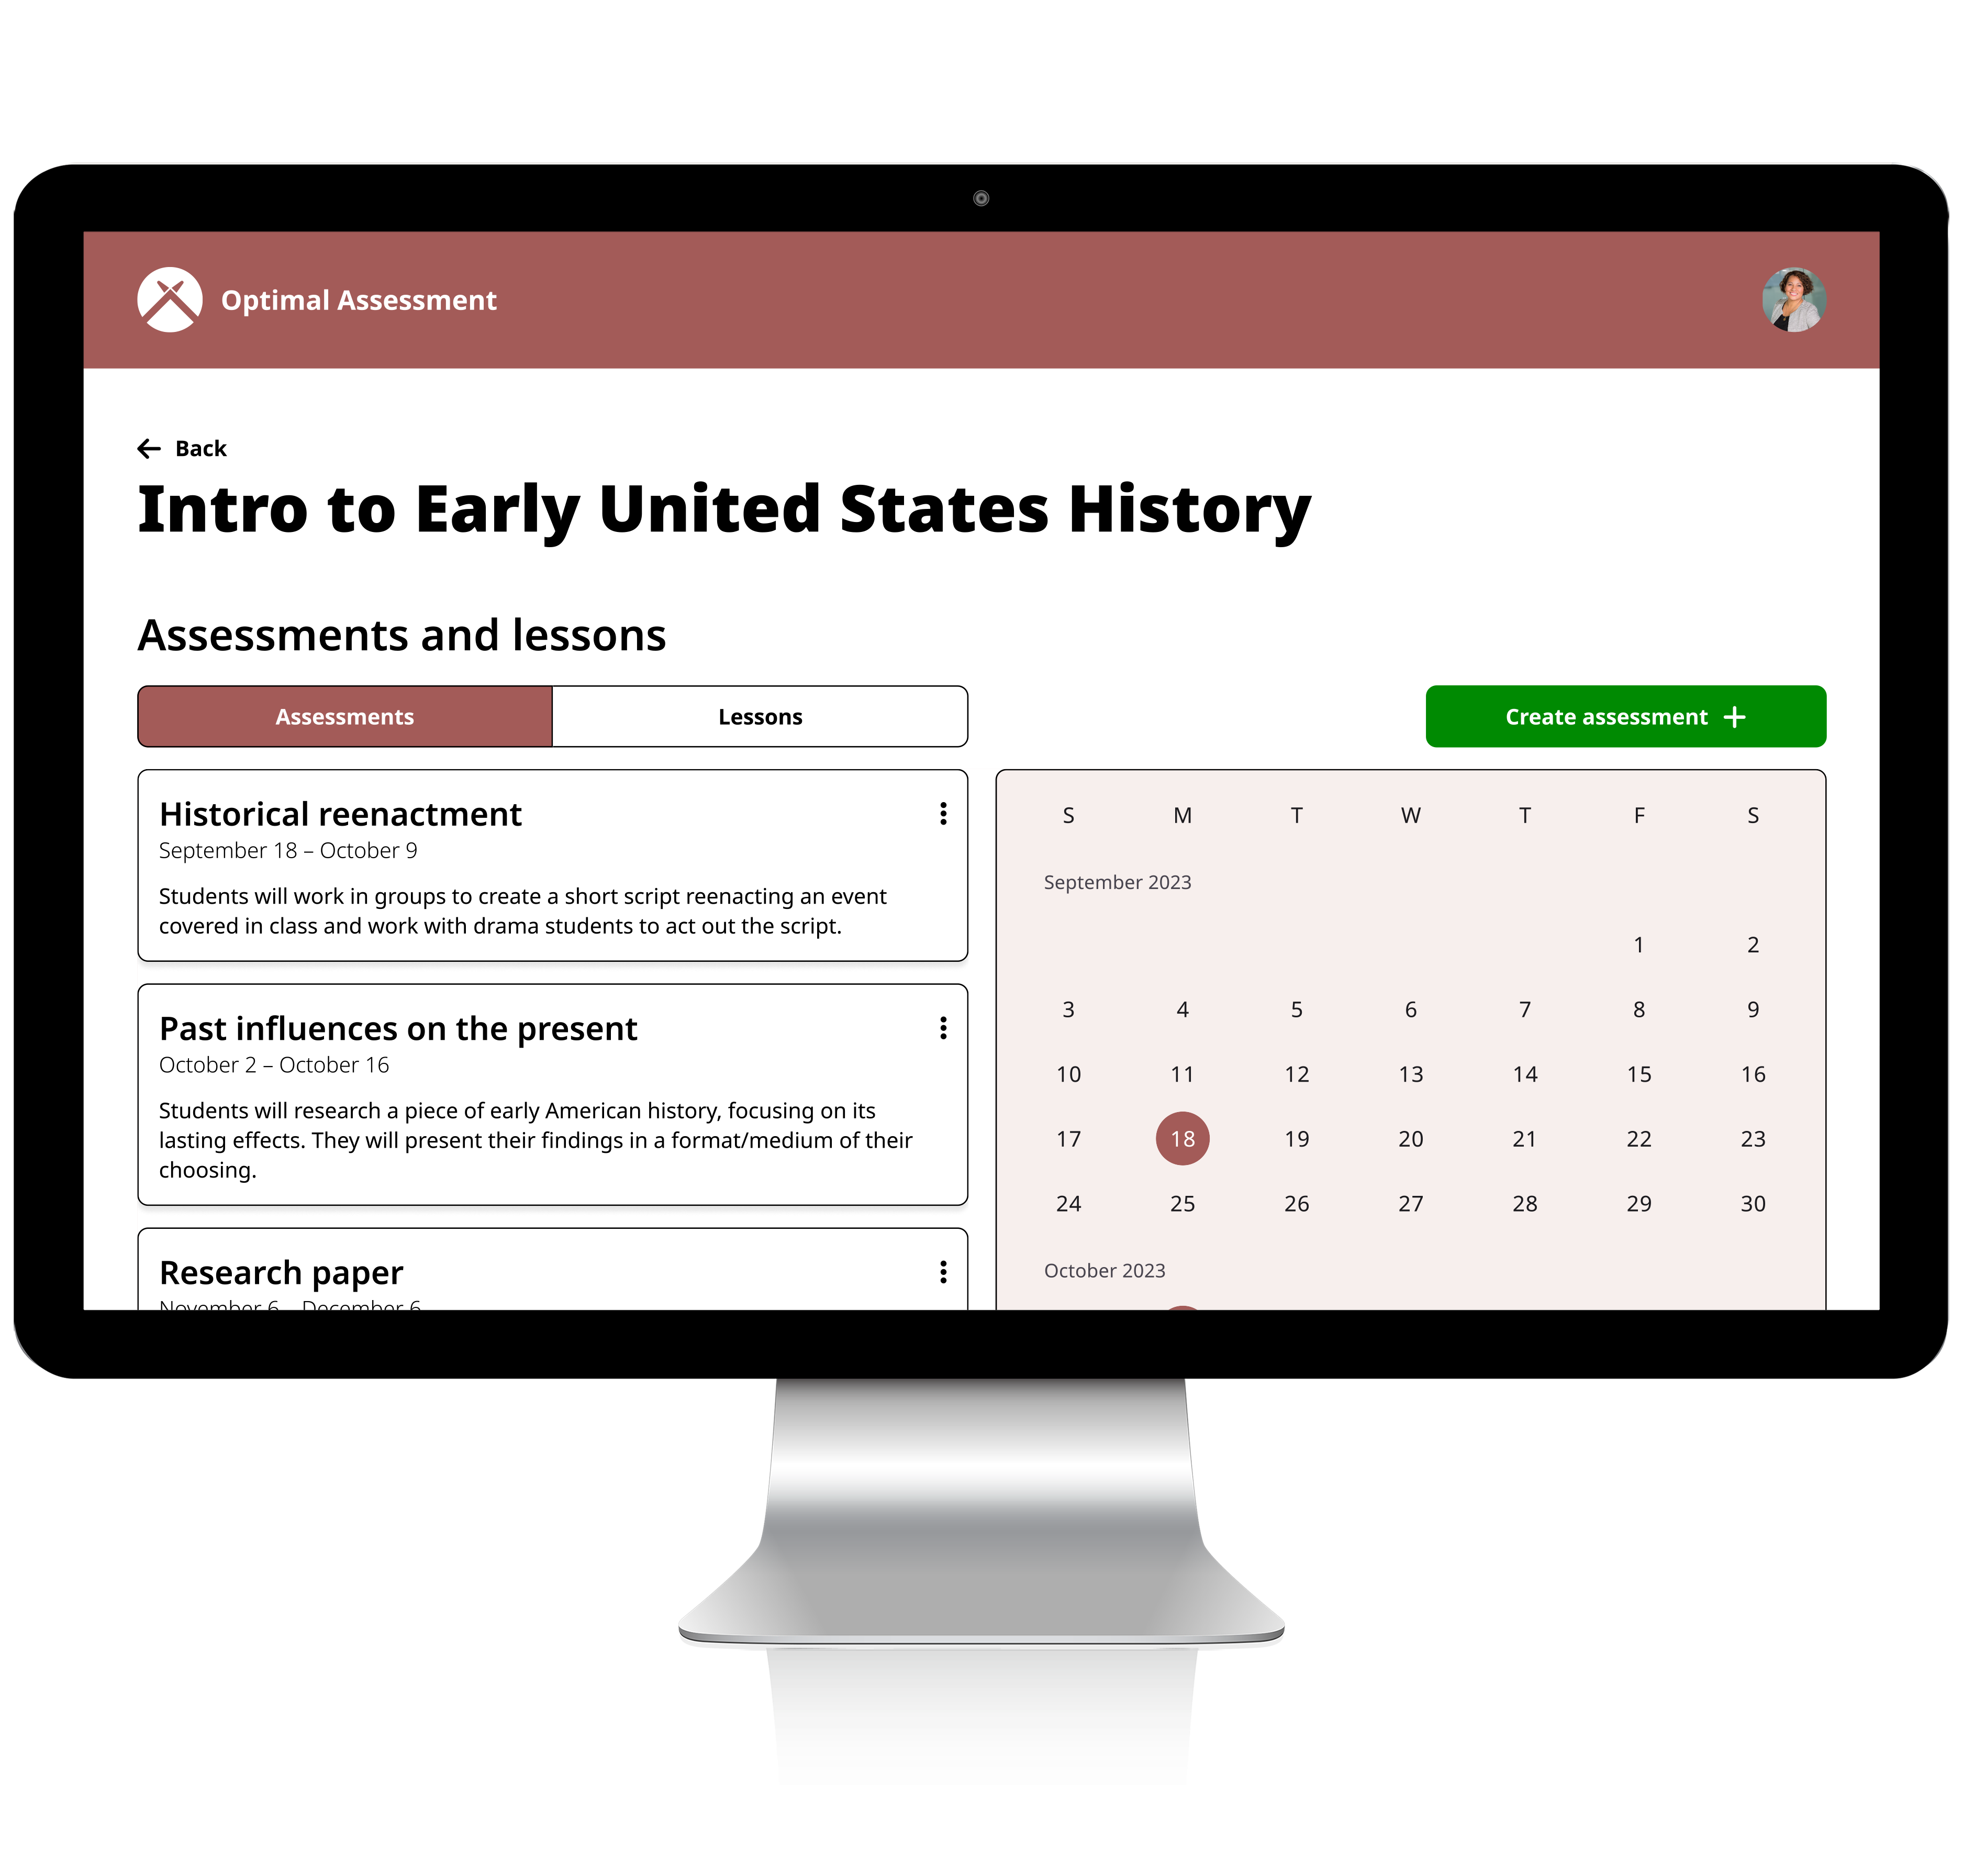 Optimal Assessment
Back
Intro to Early United States History
Assessments and lessons
Assessments
Lessons
Create assessment
Historical reenactment
September 18 – October 9
Students will work in groups to create a short script reenacting an event
covered in class and work with drama students to act out the script.
Past influences on the present
October 2 – October 16
Students will research a piece of early American history, focusing on its
lasting effects. They will present their findings in a format/medium of their
choosing.
Research paper
November 6 – December 6
S M T W T F S
September 2023
1 2
3 4 5 6 7 8 9
10 11 12 13 14 15 16
17 18 19 20 21 22 23
24 25 26 27 28 29 30
October 2023